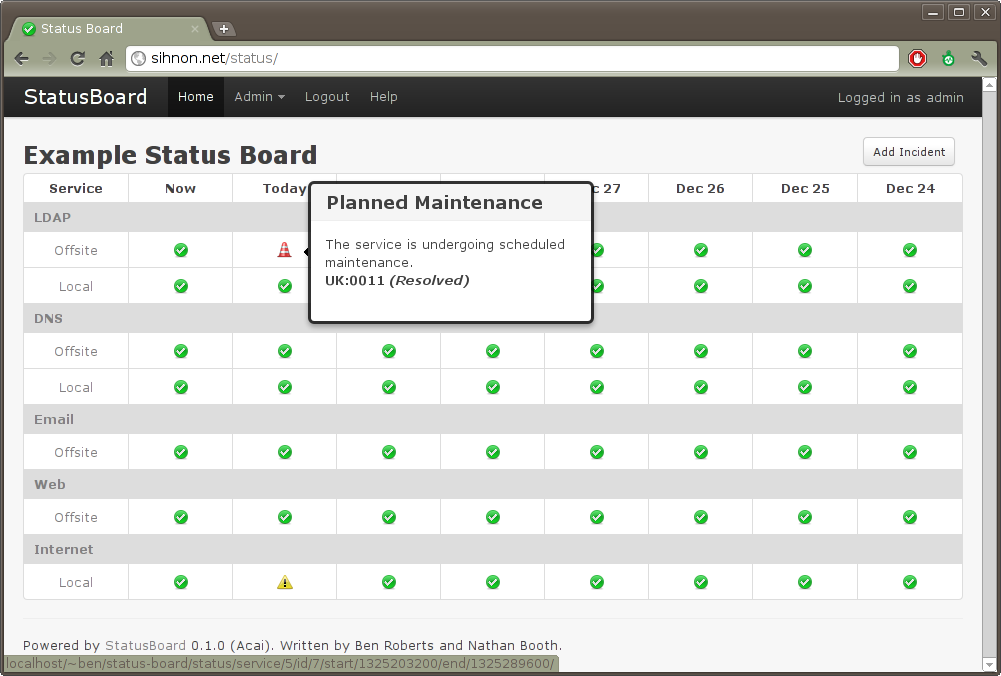 Status Board
sihnon.net/status/
StatusBoard Home Admin Logout Help Logged in as admin
Example Status Board
Add Incident
Service Now Today 27 Dec 26 Dec 25 Dec 24
Planned Maintenance
The service is undergoing scheduled
maintenance.
UK:0011 (Resolved)
LDAP
Offsite
Local
DNS
Offsite
Local
Email
Offsite
Web
Offsite
Internet
Local
Powered by StatusBoard 0.1.0 (Acai). Written by Ben Roberts and Nathan Booth.
localhost/~ben/status-board/status/service/5/id/7/start/1325203200/end/1325289600/